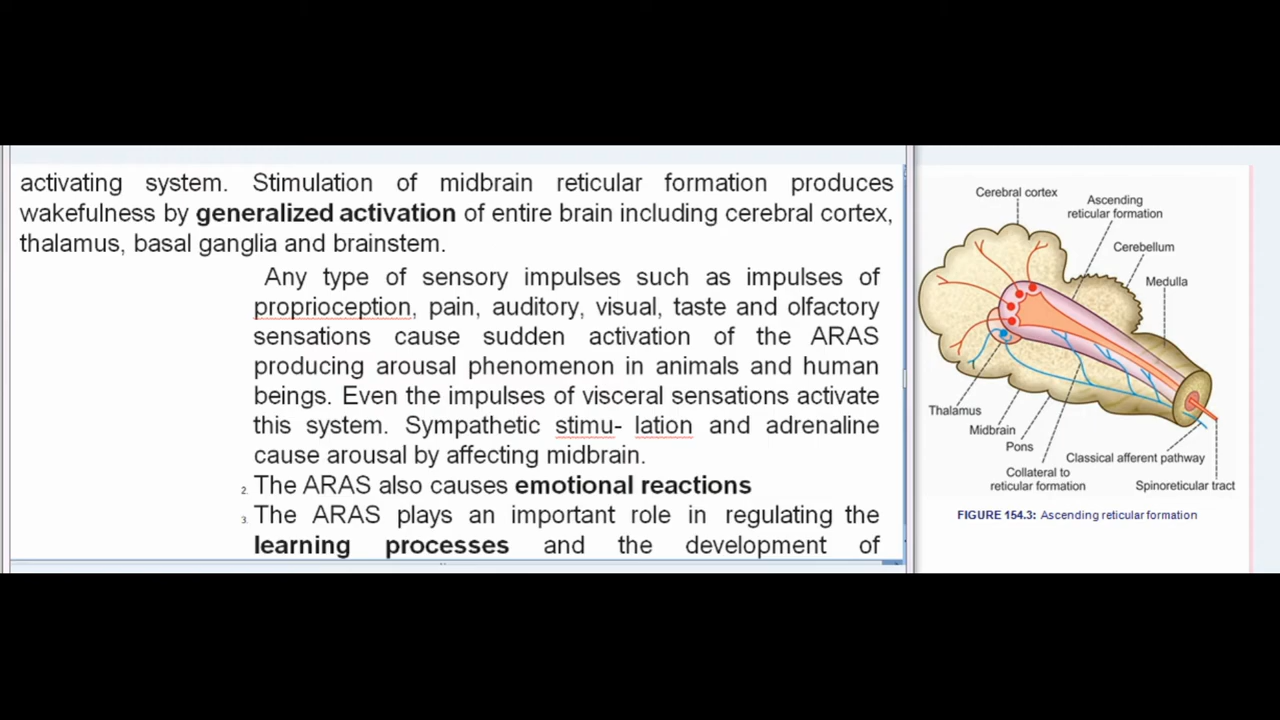 activating system. Stimulation of midbrain reticular formation produces
wakefulness by generalized activation of entire brain including cerebral cortex,
thalamus, basal ganglia and brainstem.
Any type of sensory impulses such as impulses of
proprioception, pain, auditory, visual, taste and olfactory
sensations cause sudden activation of the ARAS
producing arousal phenomenon in animals and human
beings. Even the impulses of visceral sensations activate
this system. Sympathetic stimu- lation and adrenaline
cause arousal by affecting midbrain.
2. The ARAS also causes emotional reactions
3. The ARAS plays an important role in regulating the
learning processes and the development of
Cerebral cortex
Ascending
reticular formation
Cerebellum
Medulla
Thalamus
Midbrain
Pons
Collateral to
reticular formation
Classical afferent pathway
Spinoreticular tract
FIGURE 154.3: Ascending reticular formation